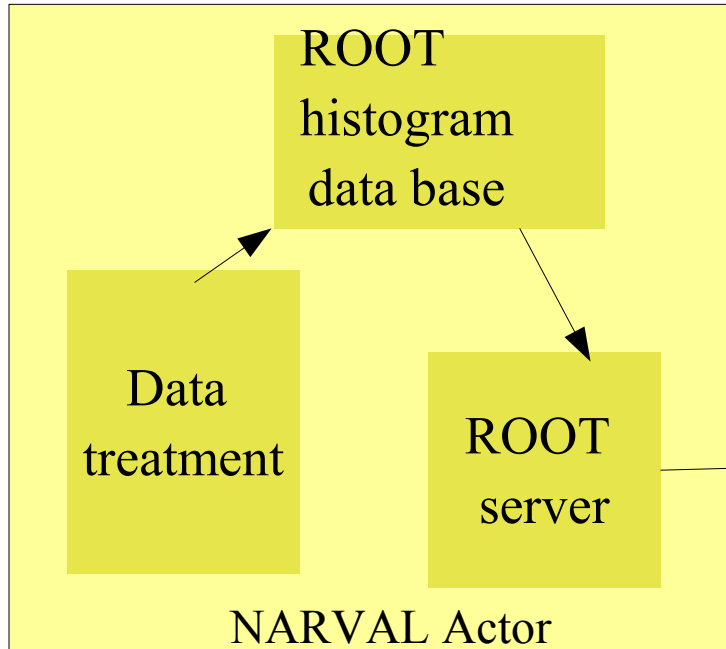 ROOT
histogram
data base
Data
treatment
ROOT
server
NARVAL Actor